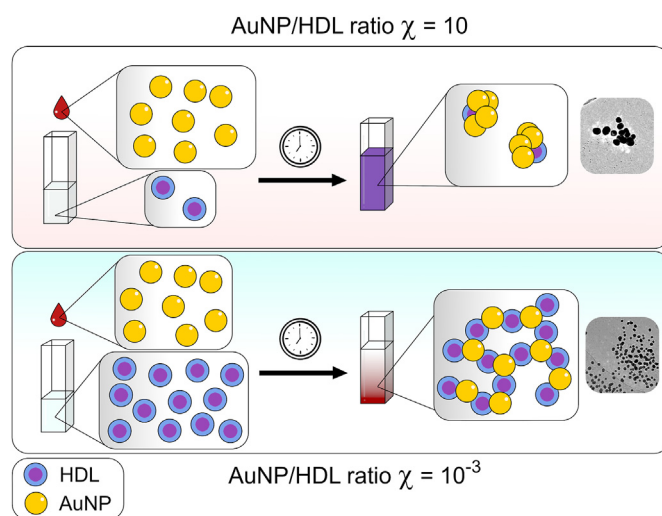 AuNP/HDL ratio χ = 10
AuNP/HDL ratio χ = 10⁻³
HDL
AuNP